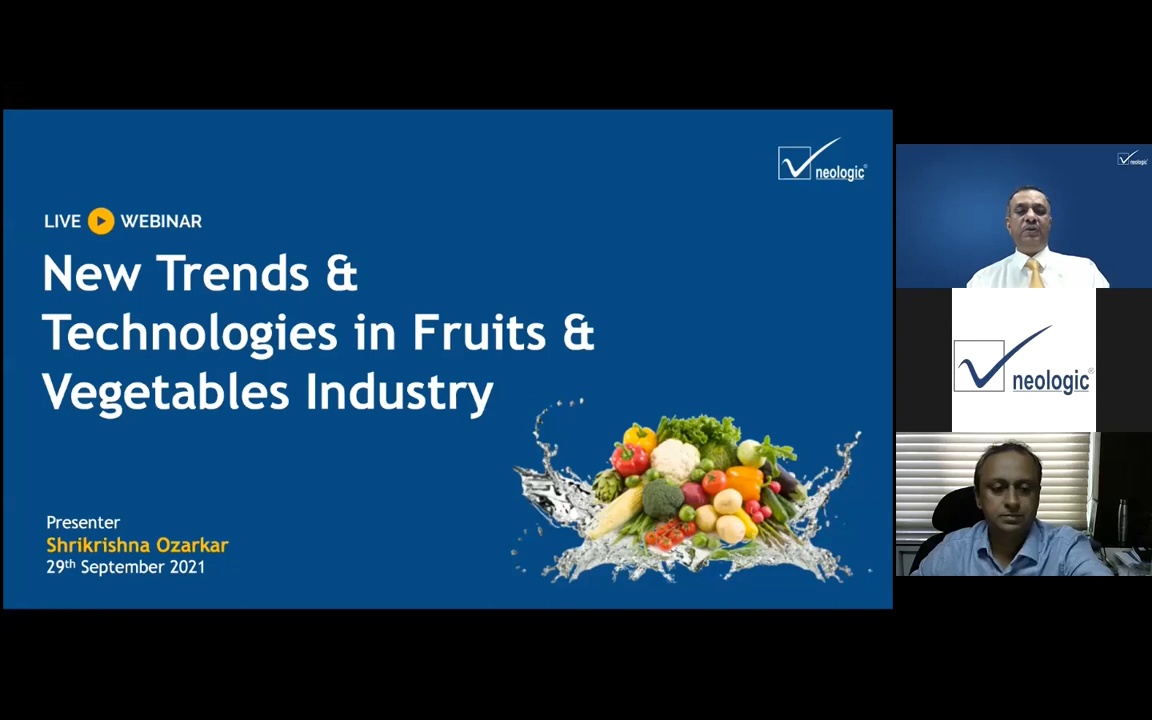 neologic®
LIVE WEBINAR
New Trends &
Technologies in Fruits &
Vegetables Industry
Presenter
Shrikrishna Ozarkar
29th September 2021
neologic
neologic®